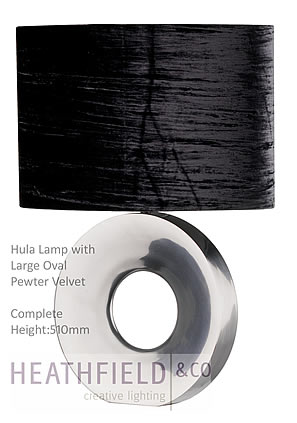 Hula Lamp with
Large Oval
Pewter Velvet
Complete
Height:510mm
HEATHFIELD &CO
creative lighting